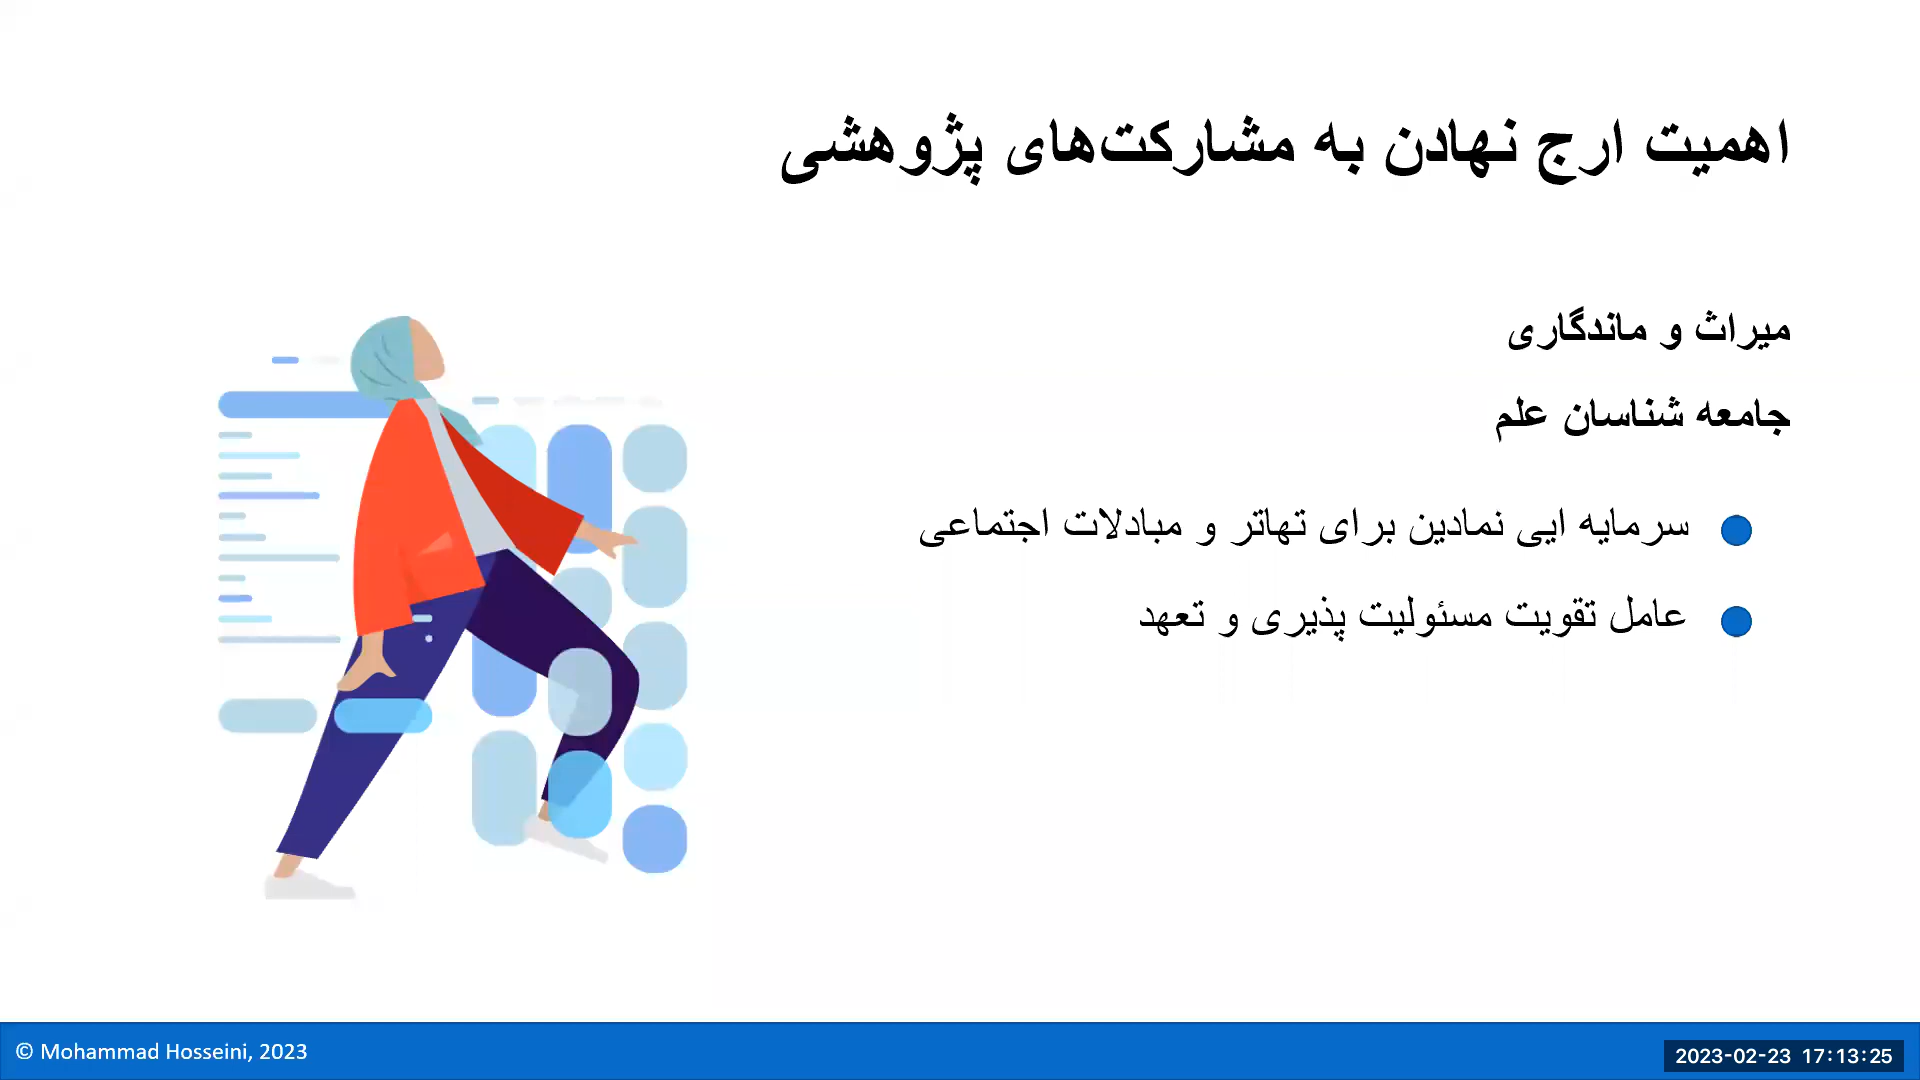 اهمیت ارج نهادن به مشارکت‌های پژوهشی
میراث و ماندگاری
جامعه شناسان علم
سرمایه ایی نمادین برای تهاتر و مبادلات اجتماعی
عامل تقویت مسئولیت پذیری و تعهد
© Mohammad Hosseini, 2023
2023-02-23 17:13:25